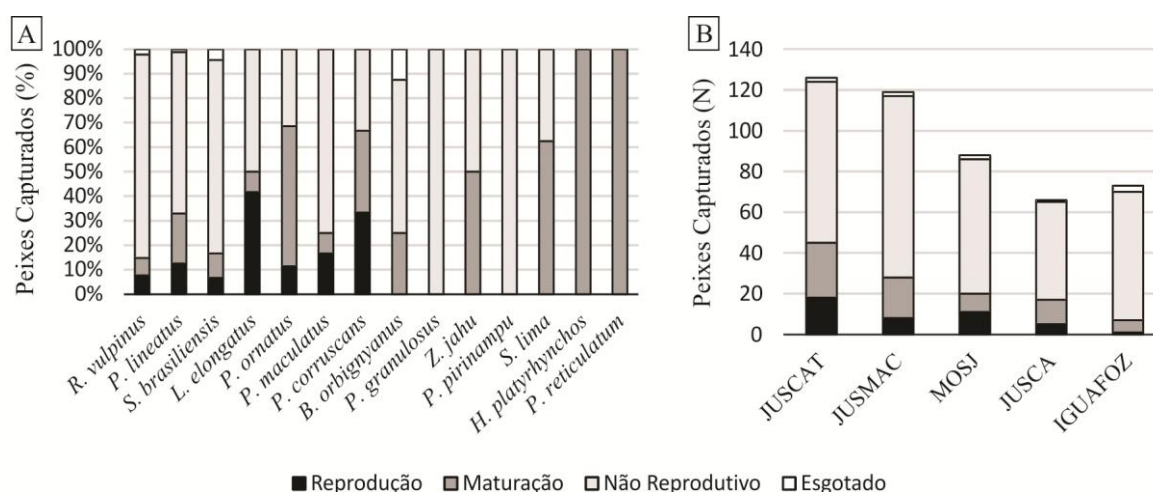 A
Peixes Capturados (%)
100%
90%
80%
70%
60%
50%
40%
30%
20%
10%
0%
R. vulpinus
P. lineatus
S. brasiliensis
L. elongatus
P. ornatus
P. maculatus
P. corruscans
B. orbignyanus
P. granulosus
Z. jahu
P. pirinampu
S. lima
H. platyrhynchos
P. reticulatum
B
Peixes Capturados (N)
140
120
100
80
60
40
20
0
JUSCAT
JUSMAC
MOSJ
JUSCA
IGUAFOZ
Reprodução Maturação Não Reprodutivo Esgotado